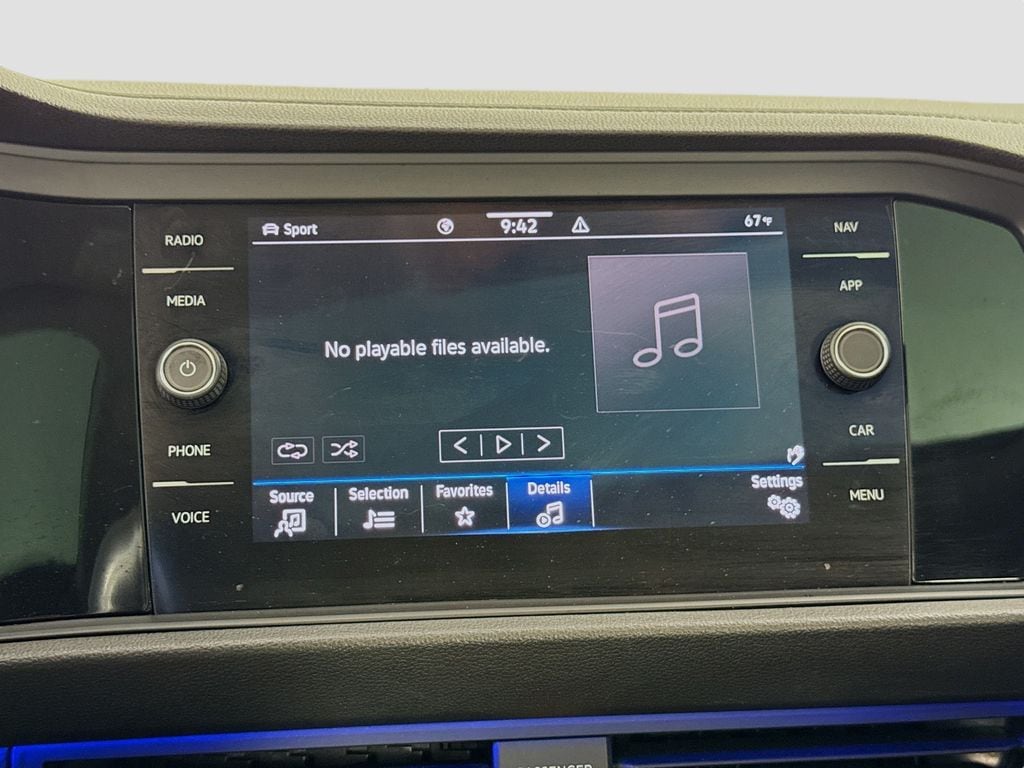 RADIO
MEDIA
PHONE
VOICE
Sport
9:42
67°F
No playable files available.
Source
Selection
Favorites
Details
Settings
NAV
APP
CAR
MENU
PASSENGER